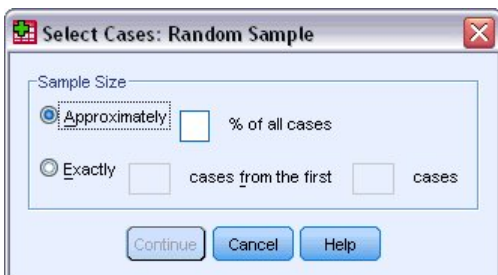 Select Cases: Random Sample
Sample Size
Approximately % of all cases
Exactly cases from the first cases
Continue Cancel Help